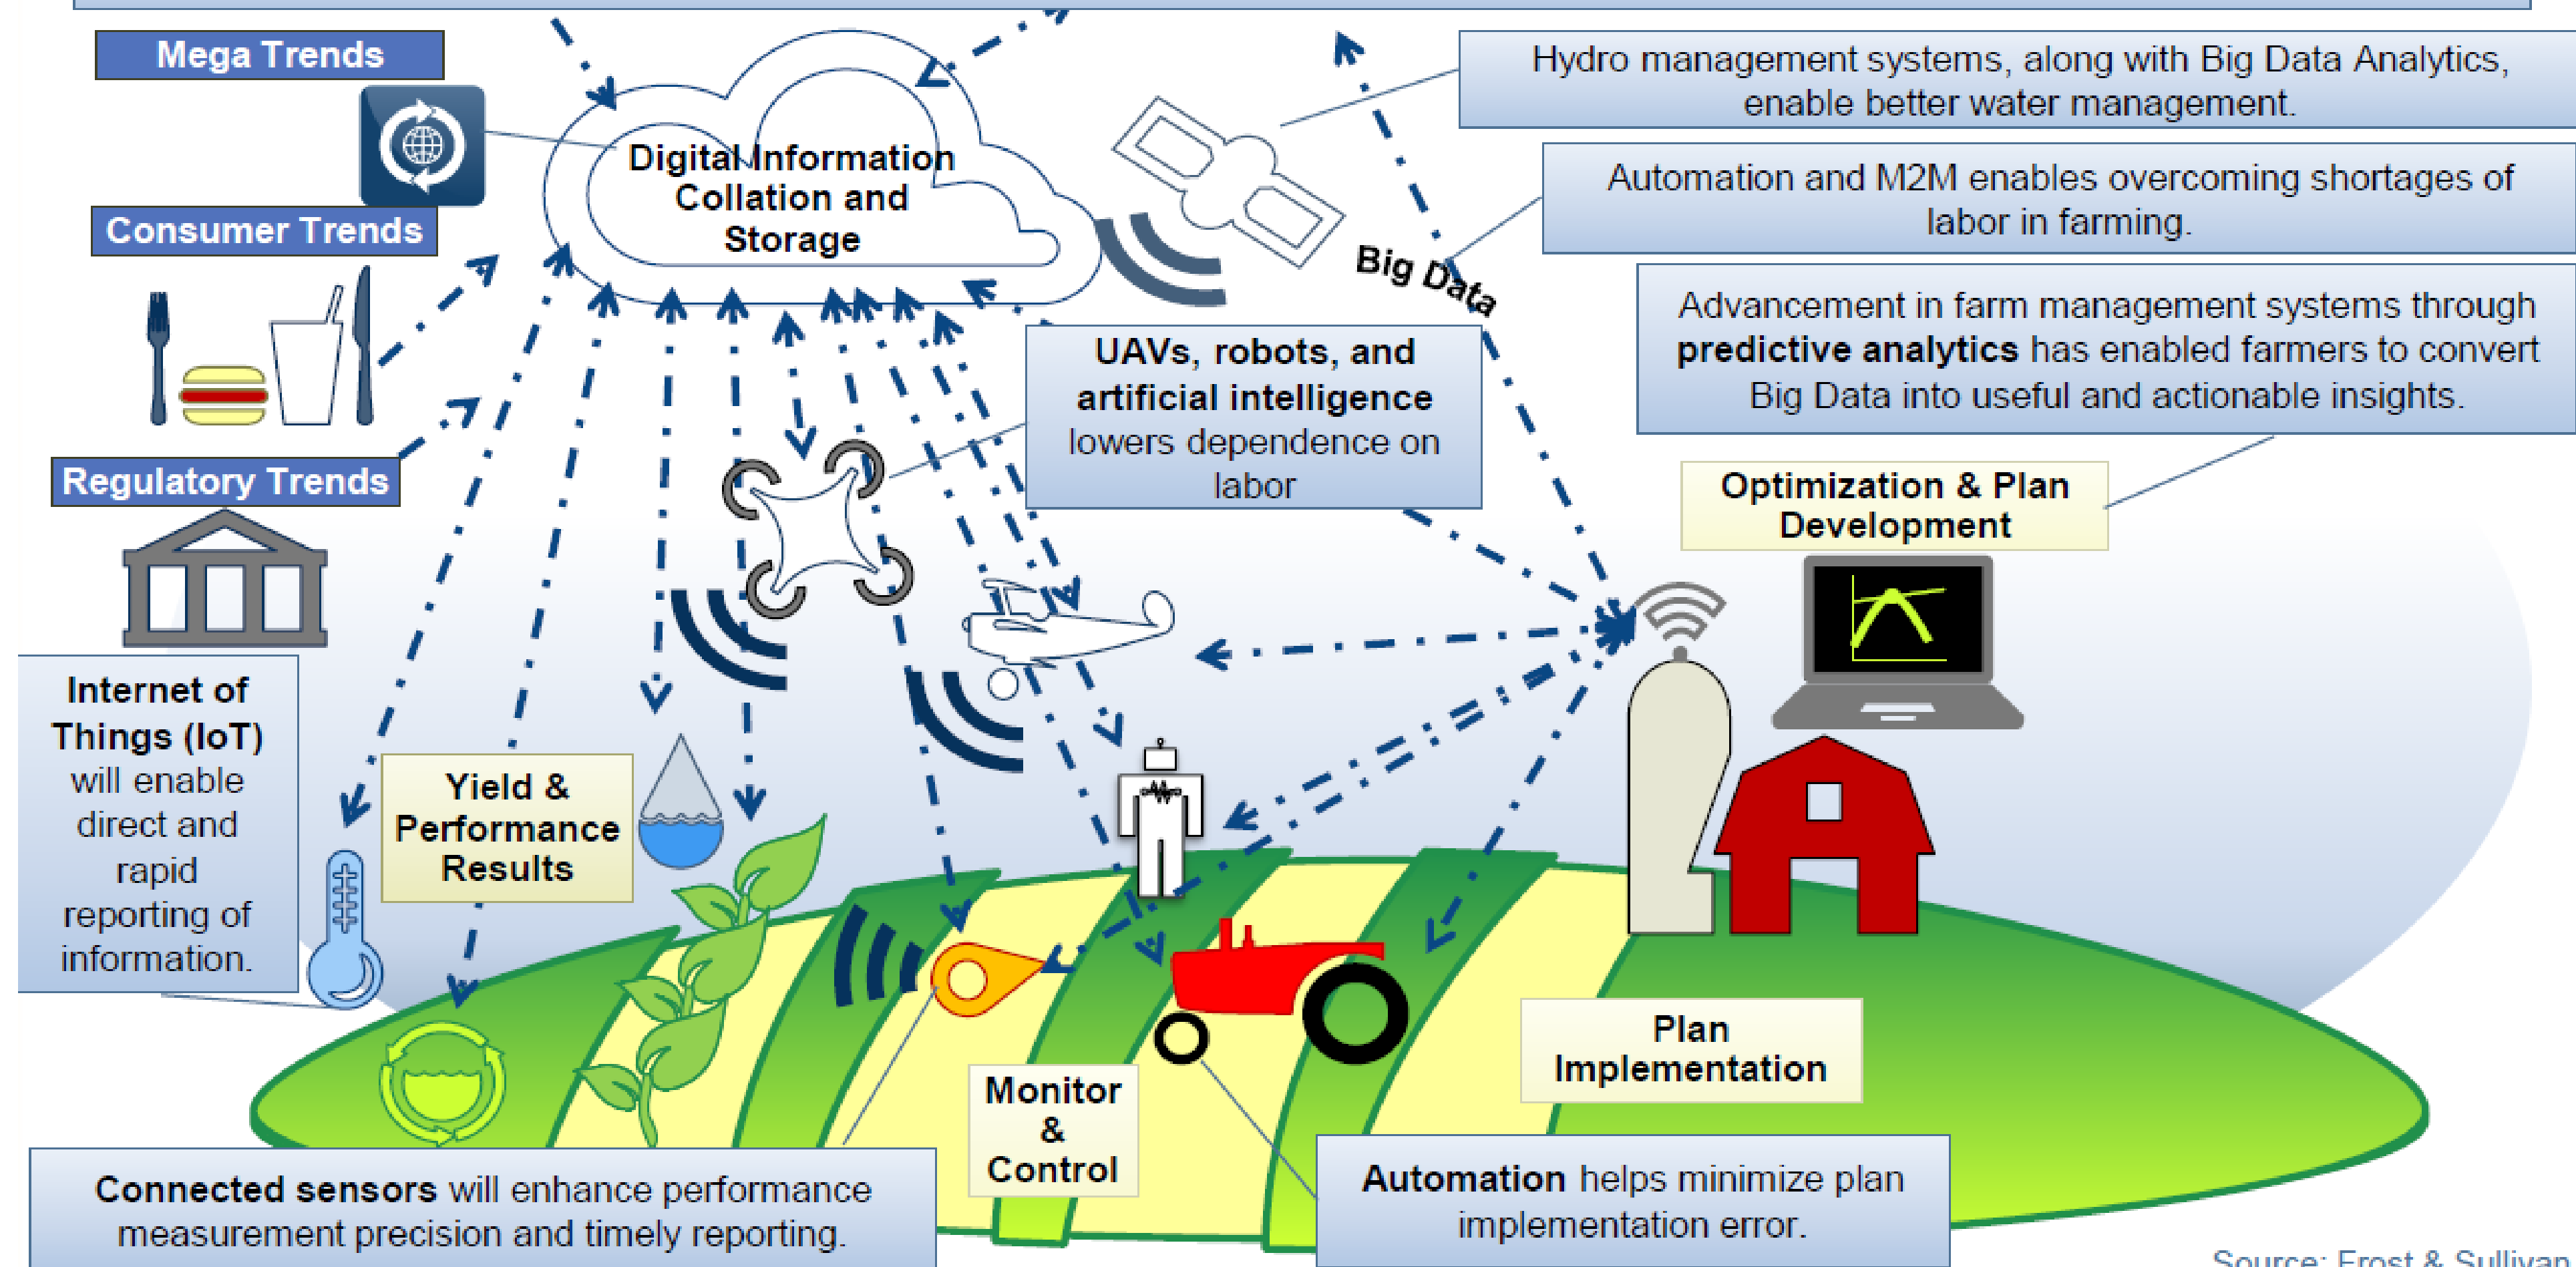 Mega Trends
Hydro management systems, along with Big Data Analytics,
enable better water management.
Digital Information
Collation and
Storage
Automation and M2M enables overcoming shortages of
labor in farming.
Consumer Trends
Big Data
Advancement in farm management systems through
predictive analytics has enabled farmers to convert
Big Data into useful and actionable insights.
UAVs, robots, and
artificial intelligence
lowers dependence on
labor
Regulatory Trends
Optimization & Plan
Development
Internet of
Things (IoT)
will enable
direct and
rapid
reporting of
information.
Yield &
Performance
Results
Plan
Implementation
Monitor
&
Control
Connected sensors will enhance performance
measurement precision and timely reporting.
Automation helps minimize plan
implementation error.
Source: Frost & Sullivan